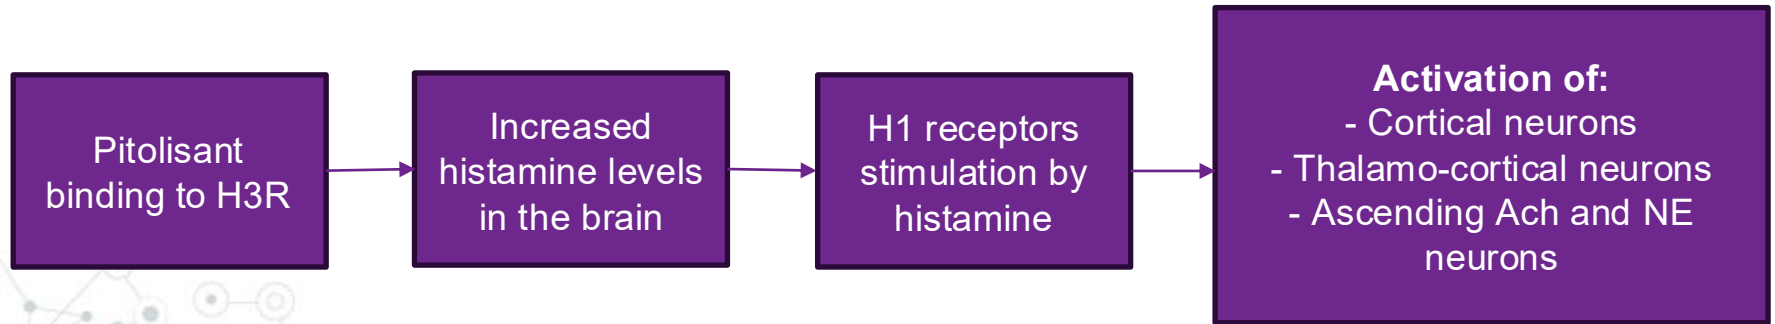 Pitolisant
binding to H3R
Increased
histamine levels
in the brain
H1 receptors
stimulation by
histamine
Activation of:
- Cortical neurons
- Thalamo-cortical neurons
- Ascending Ach and NE
neurons